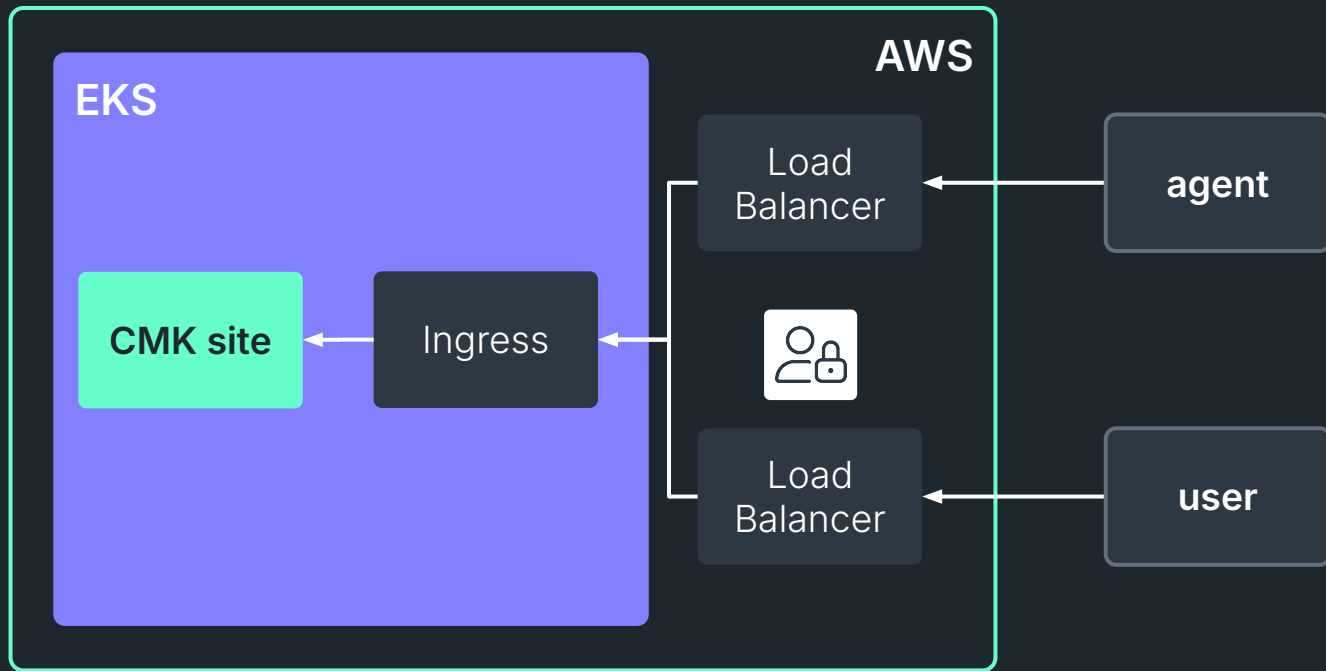 AWS
EKS
Load
Balancer
agent
CMK site
Ingress
Load
Balancer
user